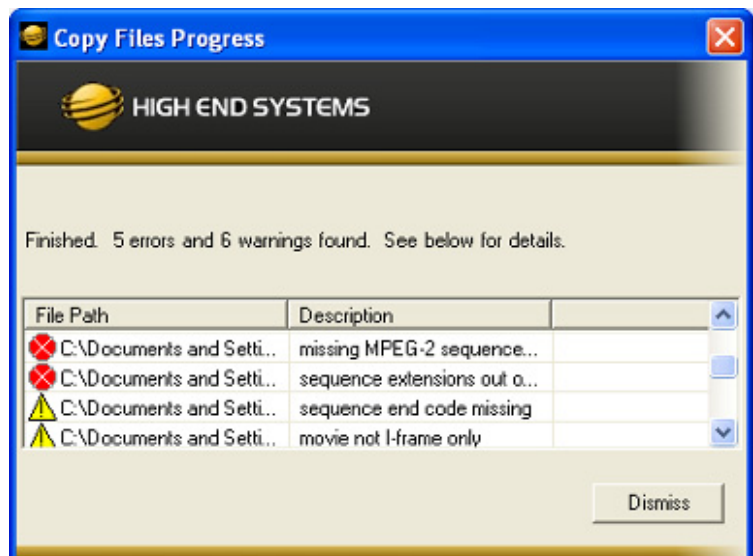 Copy Files Progress
HIGH END SYSTEMS
Finished. 5 errors and 6 warnings found. See below for details.
File Path Description
C:\Documents and Setti... missing MPEG-2 sequence...
C:\Documents and Setti... sequence extensions out o...
C:\Documents and Setti... sequence end code missing
C:\Documents and Setti... movie not I-frame only
Dismiss